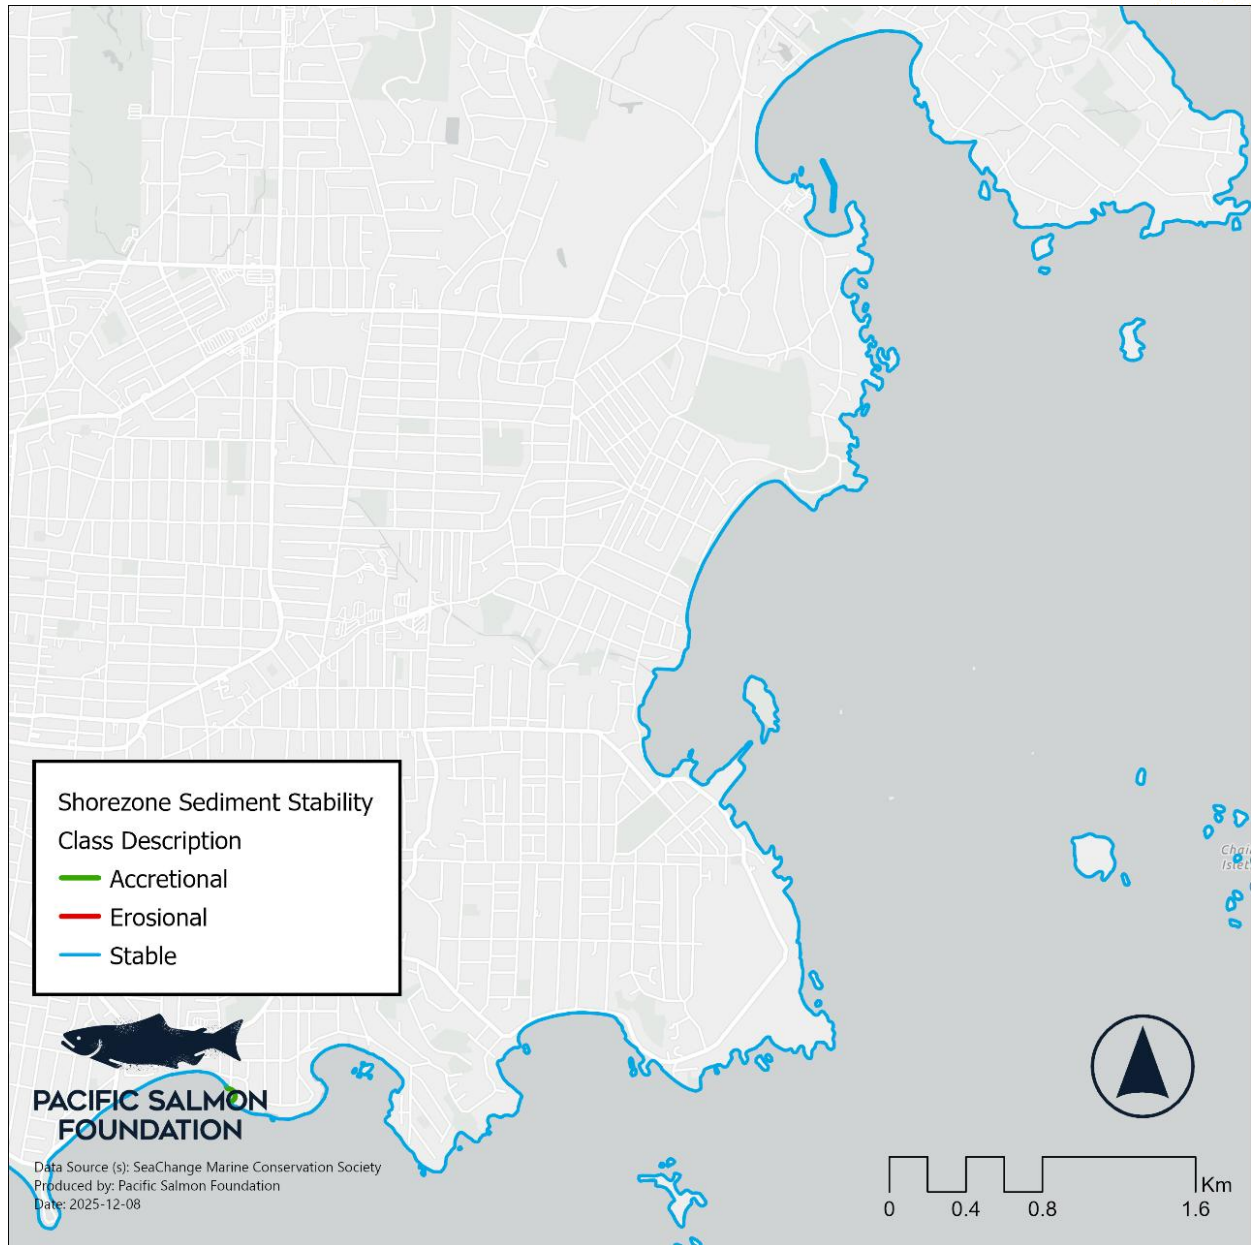 Shorezone Sediment Stability
Class Description
Accretional
Erosional
Stable
PACIFIC SALMON
FOUNDATION
Data Source (s): SeaChange Marine Conservation Society
Produced by: Pacific Salmon Foundation
Date: 2025-12-08
Km
0 0.4 0.8 1.6